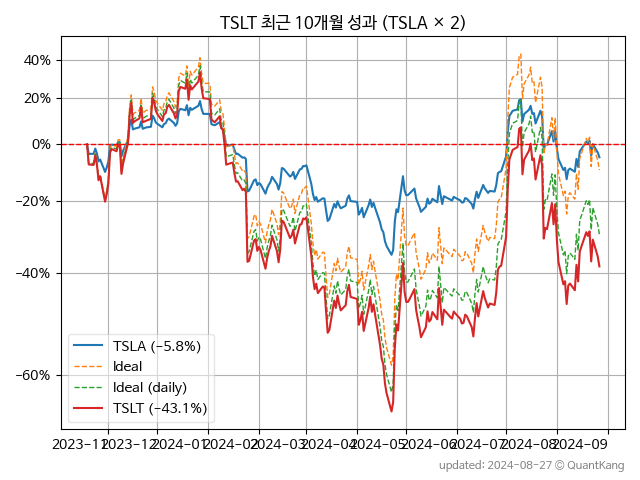 TSLT 최근 10개월 성과 (TSLA × 2)
40%
20%
0%
−20%
−40%
−60%
TSLA (−5.8%)
Ideal
Ideal (daily)
TSLT (−43.1%)
2023-11 2023-12 2024-01 2024-02 2024-03 2024-04 2024-05 2024-06 2024-07 2024-08 2024-09
updated: 2024-08-27 © QuantKang